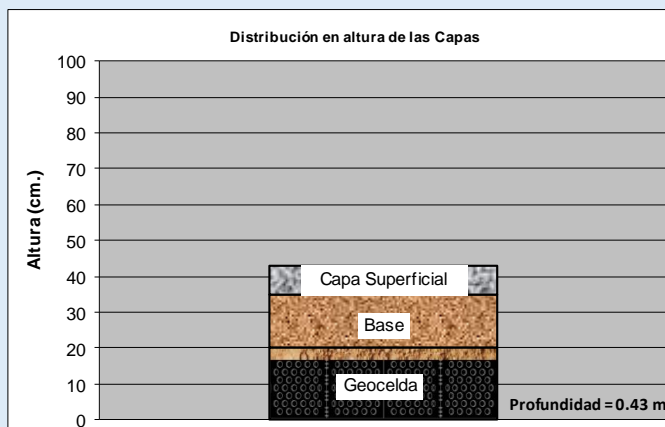 Distribución en altura de las Capas
Altura (cm.)
100
90
80
70
60
50
40
30
20
10
0
Capa Superficial
Base
Geocelda
Profundidad = 0.43 m